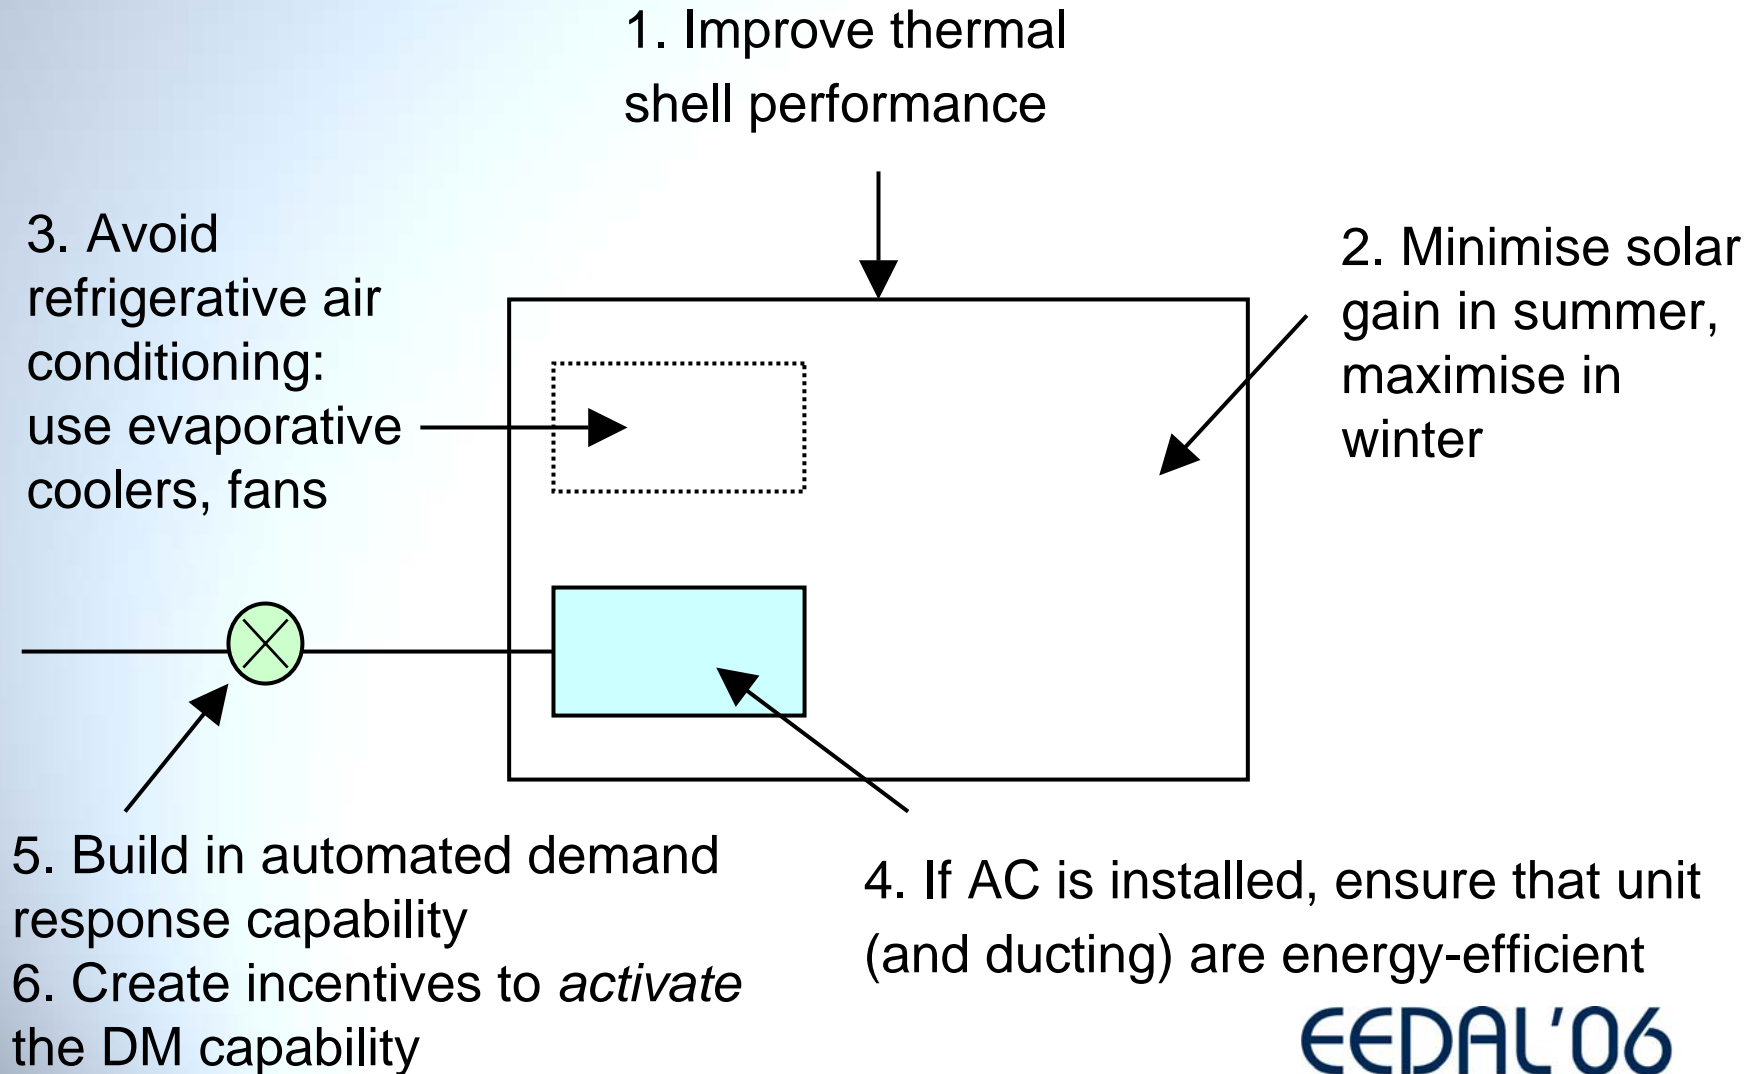 1. Improve thermal
shell performance
3. Avoid
refrigerative air
conditioning:
use evaporative
coolers, fans
2. Minimise solar
gain in summer,
maximise in
winter
5. Build in automated demand
response capability
6. Create incentives to activate
the DM capability
4. If AC is installed, ensure that unit
(and ducting) are energy-efficient
EEDAL'06